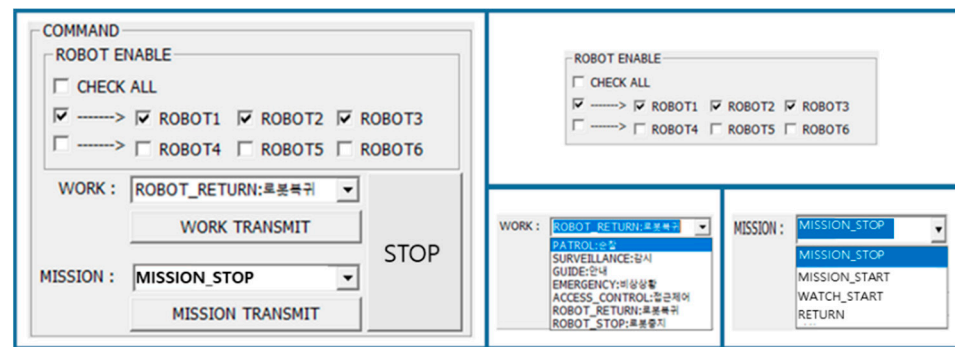 COMMAND
ROBOT ENABLE
CHECK ALL
-------> ROBOT1 ROBOT2 ROBOT3
-------> ROBOT4 ROBOT5 ROBOT6
WORK : ROBOT_RETURN:로봇복귀
WORK TRANSMIT
STOP
MISSION : MISSION_STOP
MISSION TRANSMIT
ROBOT ENABLE
CHECK ALL
-------> ROBOT1 ROBOT2 ROBOT3
-------> ROBOT4 ROBOT5 ROBOT6
WORK : ROBOT_RETURN:로봇복귀
PATROL:순찰
SURVEILLANCE:감시
GUIDE:안내
EMERGENCY:비상상황
ACCESS_CONTROL:접근제어
ROBOT_RETURN:로봇복귀
ROBOT_STOP:로봇중지
MISSION : MISSION_STOP
MISSION_STOP
MISSION_START
WATCH_START
RETURN